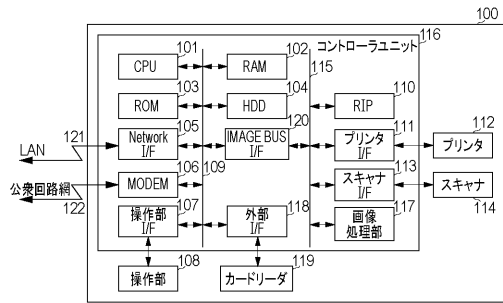 100
コントローラユニット
116
101
CPU
102
RAM
115
103
ROM
104
HDD
110
RIP
121
LAN
105
Network
I/F
120
IMAGE BUS
I/F
111
プリンタ
I/F
112
プリンタ
公衆回路網
122
106
MODEM
109
113
スキャナ
I/F
スキャナ
114
107
操作部
I/F
118
外部
I/F
117
画像
処理部
操作部
108
カードリーダ
119